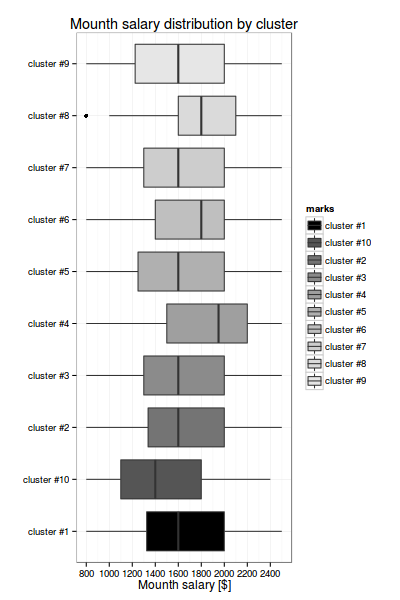 Mounth salary distribution by cluster
cluster #9
cluster #8
cluster #7
cluster #6
cluster #5
cluster #4
cluster #3
cluster #2
cluster #10
cluster #1
800 1000 1200 1400 1600 1800 2000 2200 2400
Mounth salary [$]
marks
cluster #1
cluster #10
cluster #2
cluster #3
cluster #4
cluster #5
cluster #6
cluster #7
cluster #8
cluster #9